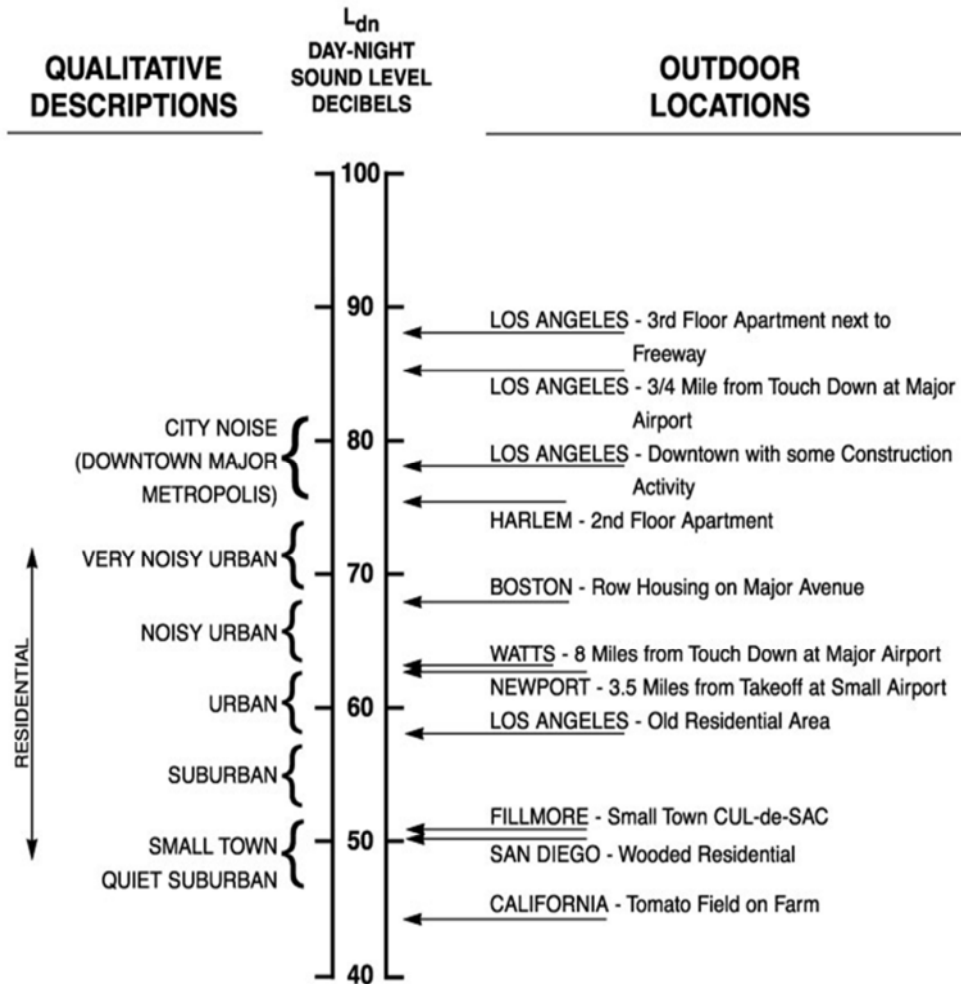 L dn
DAY-NIGHT
SOUND LEVEL
DECIBELS
QUALITATIVE
DESCRIPTIONS
OUTDOOR
LOCATIONS
100
90
80
70
60
50
40
CITY NOISE
(DOWNTOWN MAJOR
METROPOLIS)
VERY NOISY URBAN
NOISY URBAN
URBAN
SUBURBAN
SMALL TOWN
QUIET SUBURBAN
RESIDENTIAL
LOS ANGELES - 3rd Floor Apartment next to
Freeway
LOS ANGELES - 3/4 Mile from Touch Down at Major
Airport
LOS ANGELES - Downtown with some Construction
Activity
HARLEM - 2nd Floor Apartment
BOSTON - Row Housing on Major Avenue
WATTS - 8 Miles from Touch Down at Major Airport
NEWPORT - 3.5 Miles from Takeoff at Small Airport
LOS ANGELES - Old Residential Area
FILLMORE - Small Town CUL-de-SAC
SAN DIEGO - Wooded Residential
CALIFORNIA - Tomato Field on Farm